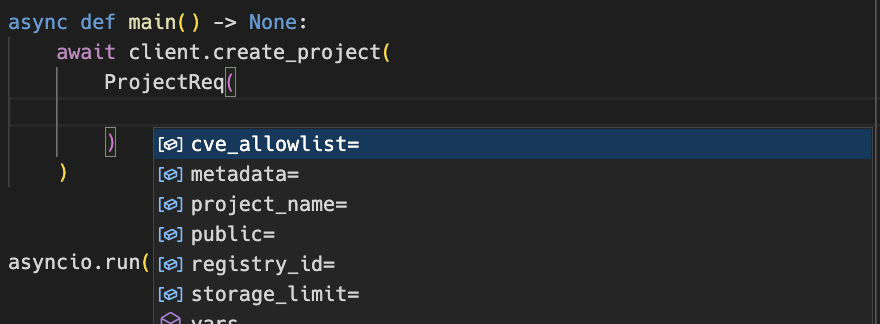 async def main() -> None:
await client.create_project(
ProjectReq(
)
cve_allowlist=
metadata=
)
project_name=
public=
asyncio.run(
registry_id=
storage_limit=
vars